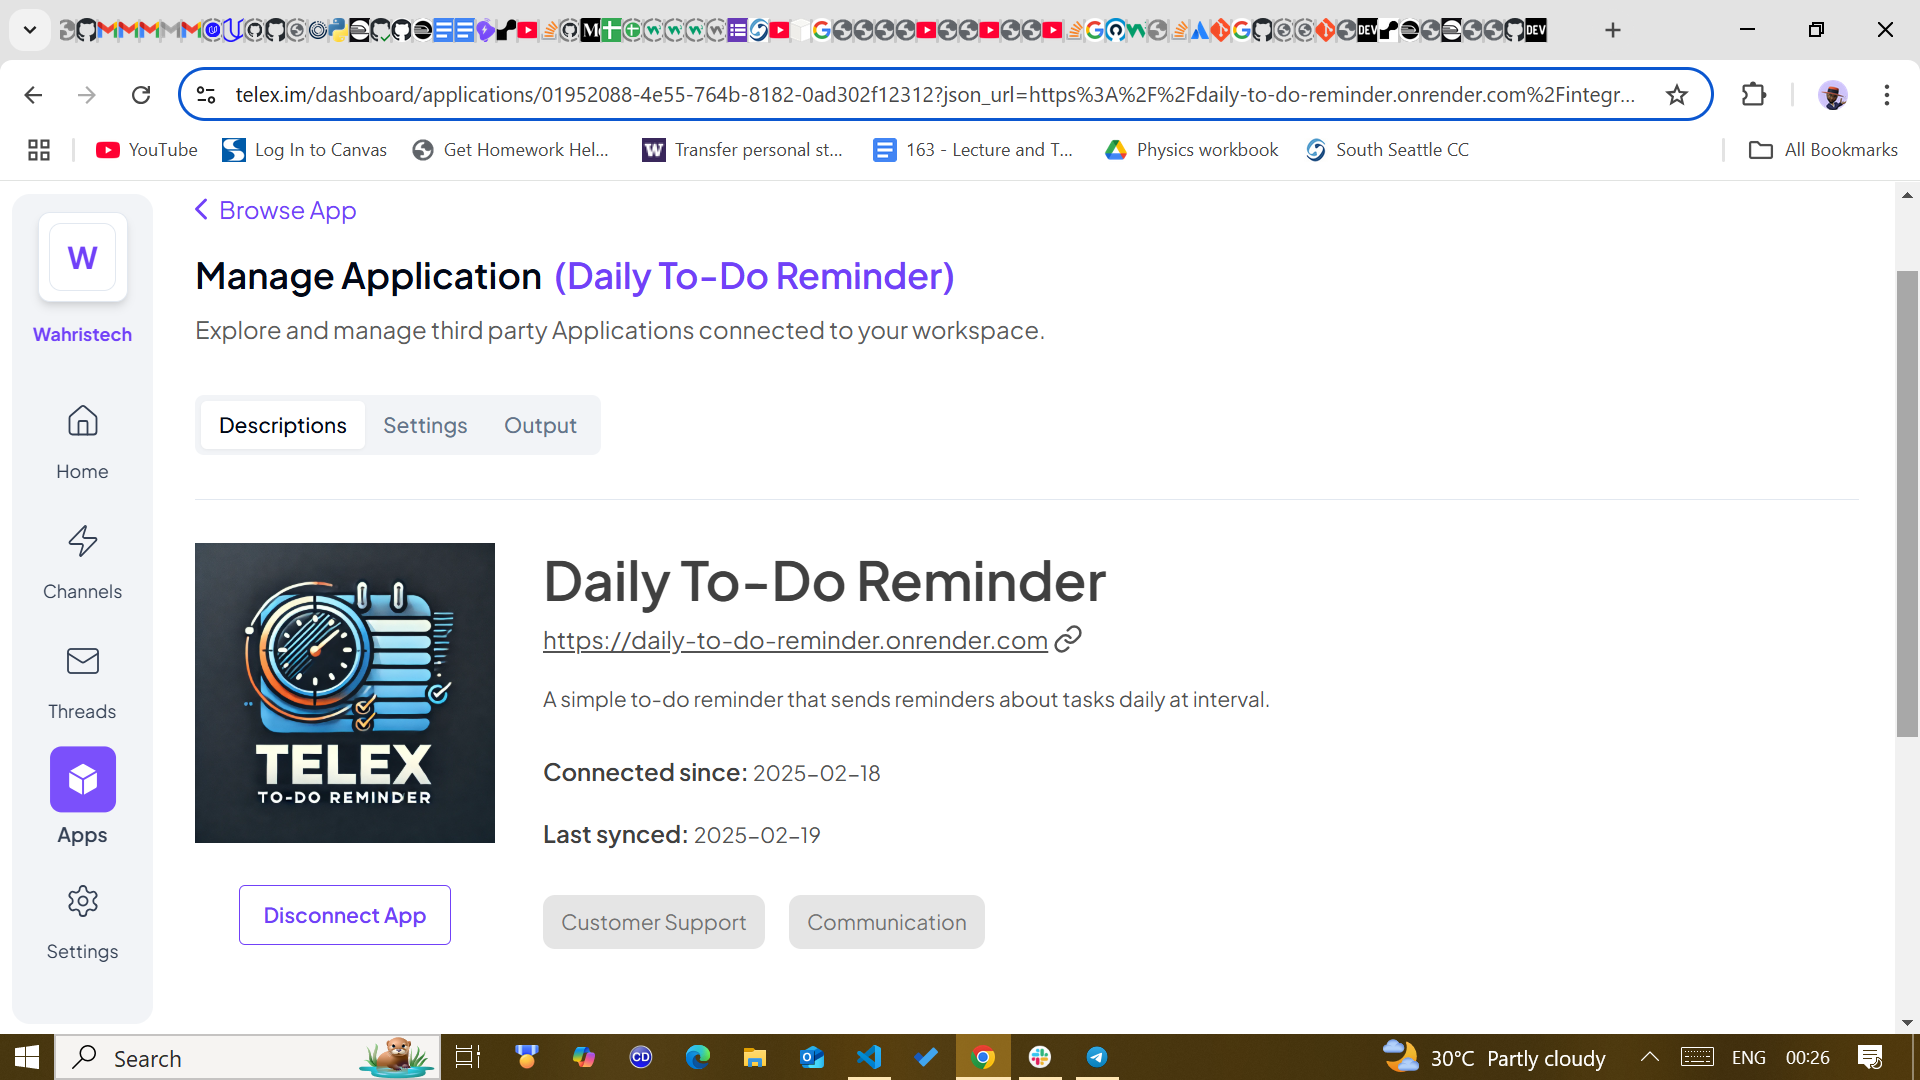 telex.im/dashboard/applications/01952088-4e55-764b-8182-0ad302f12312?json_url=https%3A%2F%2Fdaily-to-do-reminder.onrender.com%2Fintegr...
YouTube
Log In to Canvas
Get Homework Hel...
Transfer personal st...
163 - Lecture and T...
Physics workbook
South Seattle CC
All Bookmarks
W
Wahristech
Home
Channels
Threads
Apps
Settings
Browse App
Manage Application (Daily To-Do Reminder)
Explore and manage third party Applications connected to your workspace.
Descriptions
Settings
Output
TELEX
TO-DO REMINDER
Disconnect App
Daily To-Do Reminder
https://daily-to-do-reminder.onrender.com
A simple to-do reminder that sends reminders about tasks daily at interval.
Connected since: 2025-02-18
Last synced: 2025-02-19
Customer Support
Communication
Search
30°C Partly cloudy
ENG
00:26